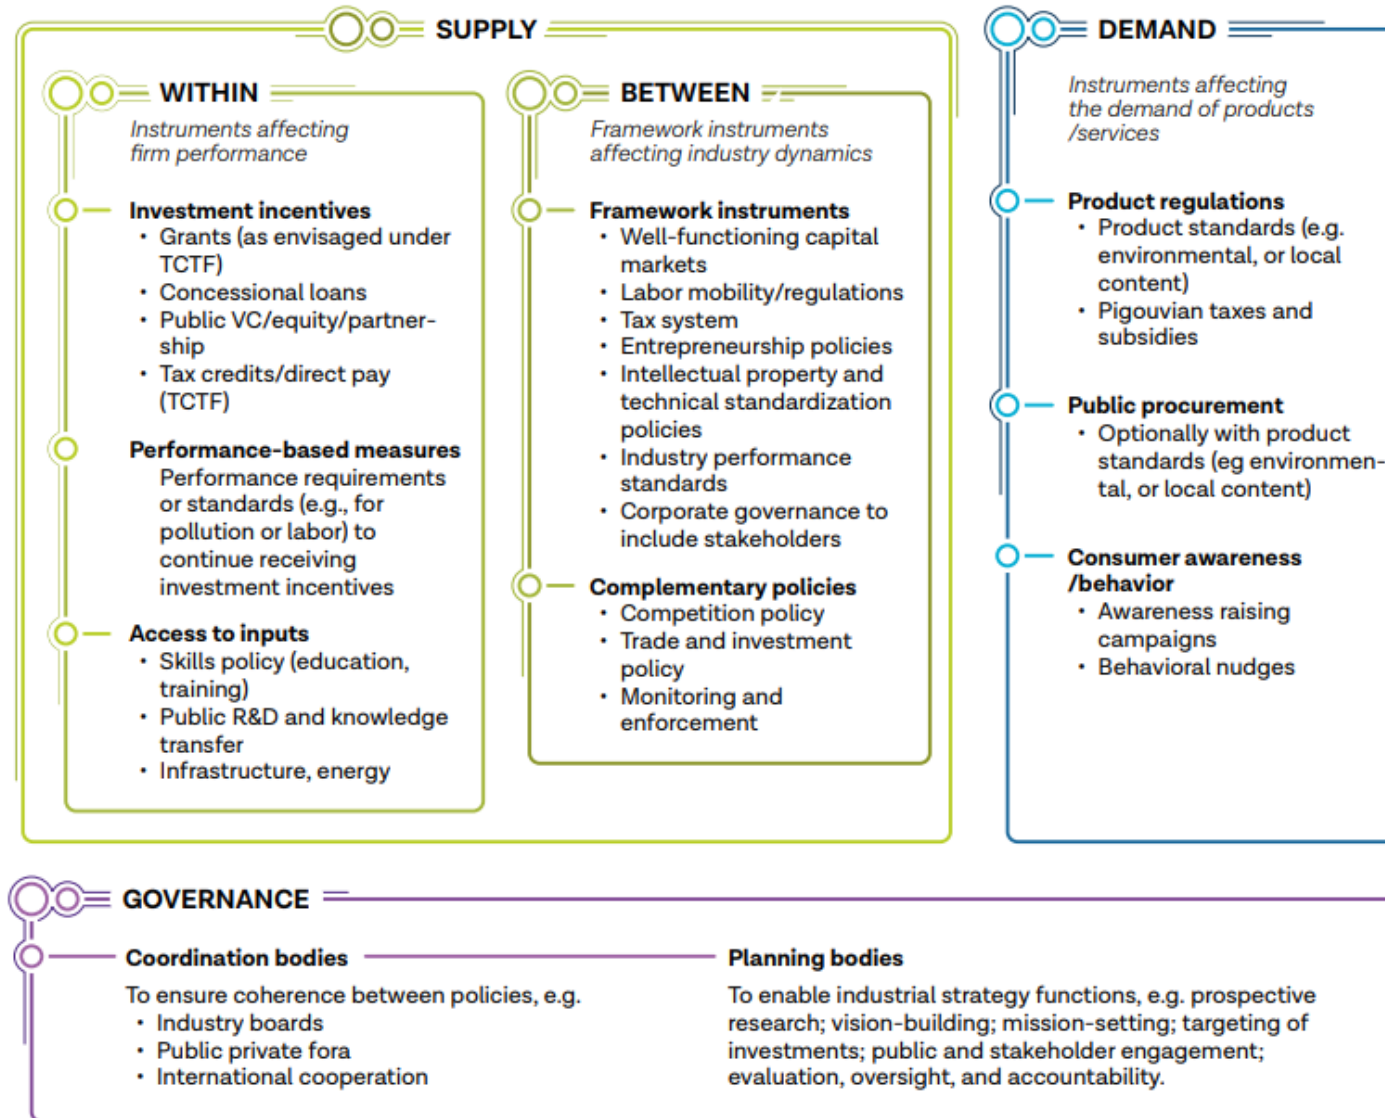 SUPPLY
WITHIN
Instruments affecting
firm performance
Investment incentives
• Grants (as envisaged under
TCTF)
• Concessional loans
• Public VC/equity/partner-
ship
• Tax credits/direct pay
(TCTF)
Performance-based measures
Performance requirements
or standards (e.g., for
pollution or labor) to
continue receiving
investment incentives
Access to inputs
• Skills policy (education,
training)
• Public R&D and knowledge
transfer
• Infrastructure, energy
BETWEEN
Framework instruments
affecting industry dynamics
Framework instruments
• Well-functioning capital
markets
• Labor mobility/regulations
• Tax system
• Entrepreneurship policies
• Intellectual property and
technical standardization
policies
• Industry performance
standards
• Corporate governance to
include stakeholders
Complementary policies
• Competition policy
• Trade and investment
policy
• Monitoring and
enforcement
DEMAND
Instruments affecting
the demand of products
/services
Product regulations
• Product standards (e.g.
environmental, or local
content)
• Pigouvian taxes and
subsidies
Public procurement
• Optionally with product
standards (eg environmen-
tal, or local content)
Consumer awareness
/behavior
• Awareness raising
campaigns
• Behavioral nudges
GOVERNANCE
Coordination bodies
To ensure coherence between policies, e.g.
• Industry boards
• Public private fora
• International cooperation
Planning bodies
To enable industrial strategy functions, e.g. prospective
research; vision-building; mission-setting; targeting of
investments; public and stakeholder engagement;
evaluation, oversight, and accountability.